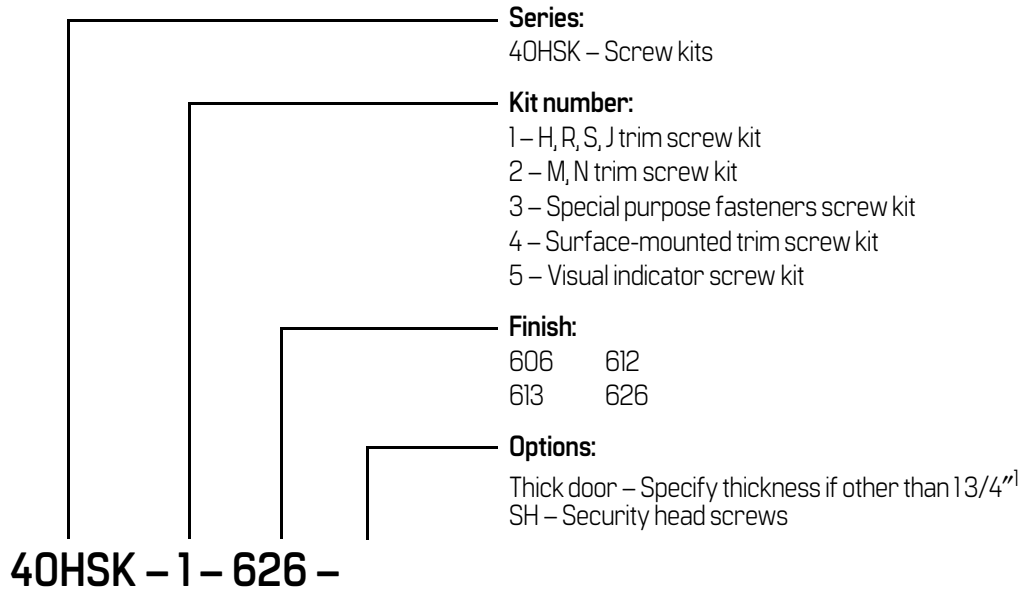 Series:
40HSK – Screw kits
Kit number:
1 – H, R, S, J trim screw kit
2 – M, N trim screw kit
3 – Special purpose fasteners screw kit
4 – Surface-mounted trim screw kit
5 – Visual indicator screw kit
Finish:
606 612
613 626
Options:
Thick door – Specify thickness if other than 1 3/4″¹
SH – Security head screws
40HSK – 1 – 626 –